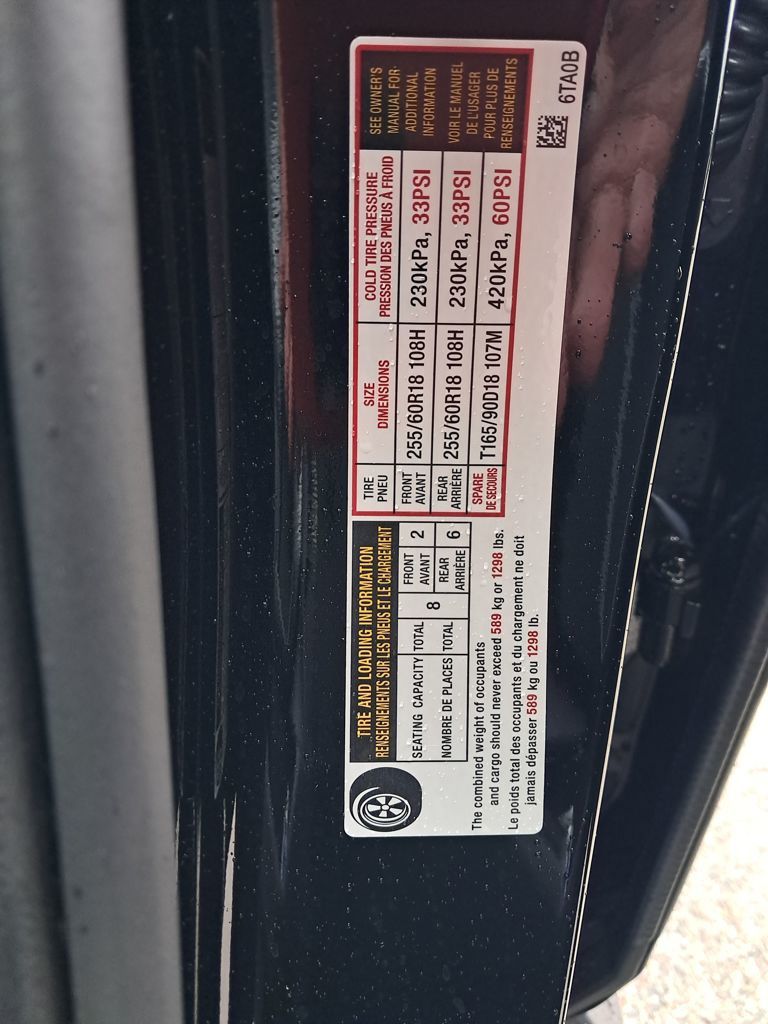 TIRE AND LOADING INFORMATION
RENSEIGNEMENTS SUR LES PNEUS ET LE CHARGEMENT
SEATING CAPACITY TOTAL 8 FRONT AVANT 2
NOMBRE DE PLACES TOTAL REAR ARRIÈRE 6
The combined weight of occupants
and cargo should never exceed 589 kg or 1298 lbs.
Le poids total des occupants et du chargement ne doit
jamais dépasser 589 kg ou 1298 lb.
TIRE PNEU
SIZE DIMENSIONS
COLD TIRE PRESSURE
PRESSION DES PNEUS À FROID
FRONT AVANT 255/60R18 108H 230kPa, 33PSI
REAR ARRIÈRE 255/60R18 108H 230kPa, 33PSI
SPARE DE SECOURS T165/90D18 107M 420kPa, 60PSI
SEE OWNER'S
MANUAL FOR
ADDITIONAL
INFORMATION
VOIR LE MANUEL
DE L'USAGER
POUR PLUS DE
RENSEIGNEMENTS
6TA0B